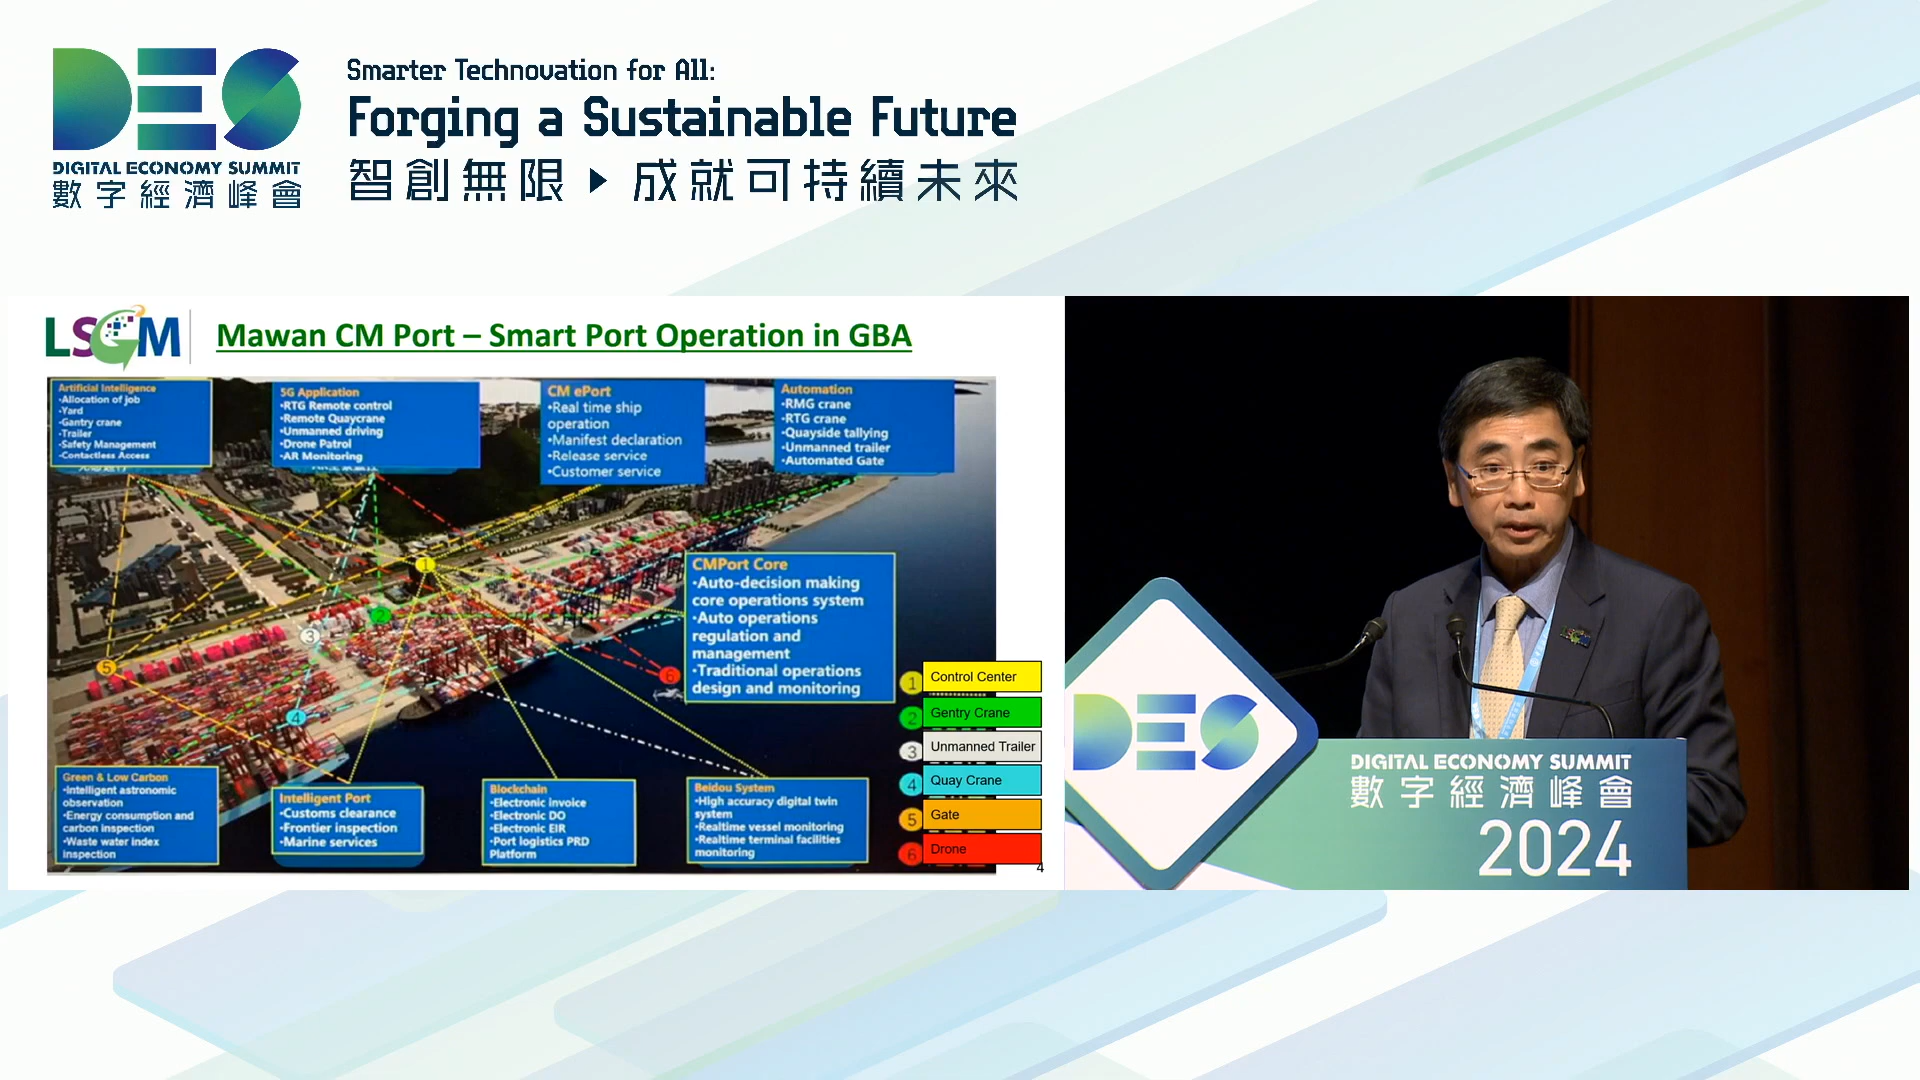 DES
DIGITAL ECONOMY SUMMIT
數字經濟峰會
Smarter Technovation for All:
Forging a Sustainable Future
智創無限 ▶ 成就可持續未來
LSCM
Mawan CM Port – Smart Port Operation in GBA
Artificial Intelligence
•Allocation of job
•Yard
•Gantry crane
•Trailer
•Safety Management
•Contactless Access
5G Application
•RTG Remote control
•Remote Quaycrane
•Unmanned driving
•Drone Patrol
•AR Monitoring
CM ePort
•Real time ship
operation
•Manifest declaration
•Release service
•Customer service
Automation
•RMG crane
•RTG crane
•Quayside tallying
•Unmanned trailer
•Automated Gate
CMPort Core
•Auto-decision making
core operations system
•Auto operations
regulation and
management
•Traditional operations
design and monitoring
1
2
3
4
5
6
1 Control Center
2 Gentry Crane
3 Unmanned Trailer
4 Quay Crane
5 Gate
6 Drone
Green & Low Carbon
•Intelligent astronomic
observation
•Energy consumption and
carbon inspection
•Waste water index
inspection
Intelligent Port
•Customs clearance
•Frontier inspection
•Marine services
Blockchain
•Electronic invoice
•Electronic DO
•Electronic EIR
•Port logistics PRD
Platform
Beidou System
•High accuracy digital twin
system
•Realtime vessel monitoring
•Realtime terminal facilities
monitoring
4
DES
DIGITAL ECONOMY SUMMIT
數字經濟峰會
2024